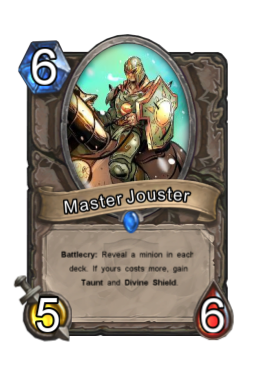 6
Master Jouster
Battlecry: Reveal a minion in each
deck. If yours costs more, gain
Taunt and Divine Shield.
5
6